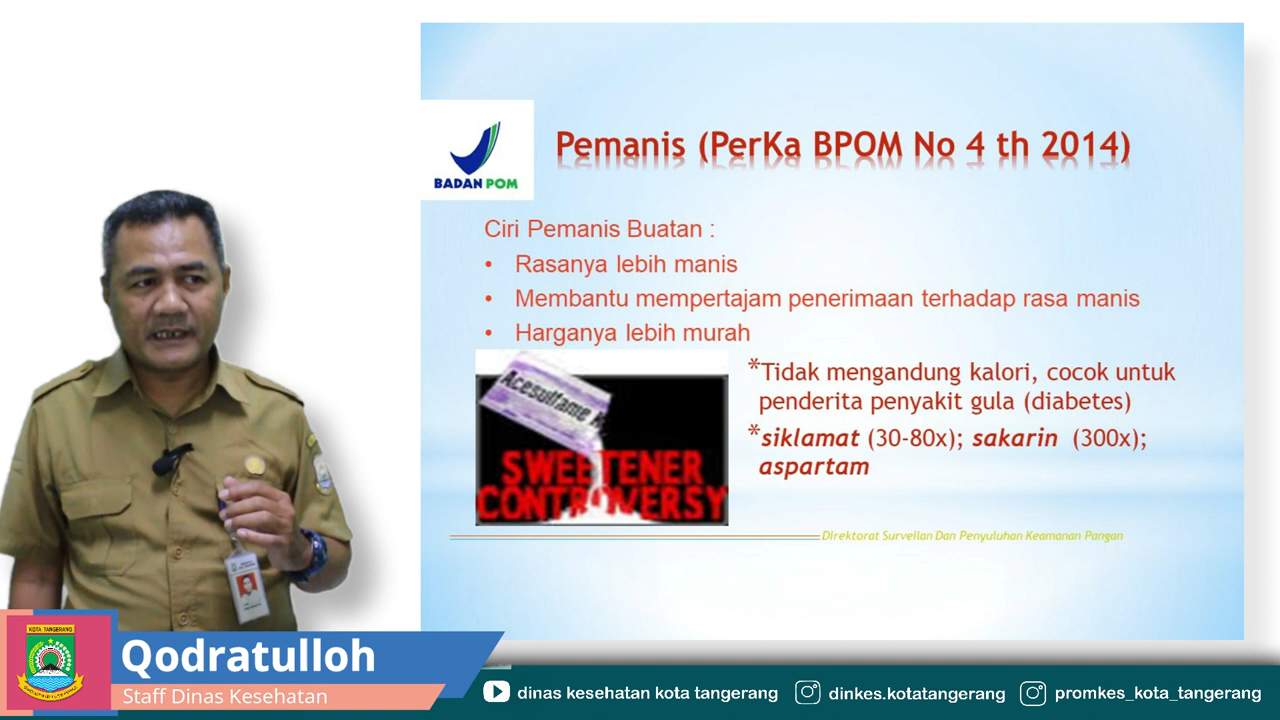 BADAN POM
Pemanis (PerKa BPOM No 4 th 2014)
Ciri Pemanis Buatan :
• Rasanya lebih manis
• Membantu mempertajam penerimaan terhadap rasa manis
• Harganya lebih murah
Acesulfame K
SWEETENER
CONTROVERSY
*Tidak mengandung kalori, cocok untuk
penderita penyakit gula (diabetes)
*siklamat (30-80x); sakarin (300x);
aspartam
Direktorat Survellan Dan Penyuluhan Keamanan Pangan
KOTA TANGERANG
Qodratulloh
Staff Dinas Kesehatan
dinas kesehatan kota tangerang
dinkes.kotatangerang
promkes_kota_tangerang